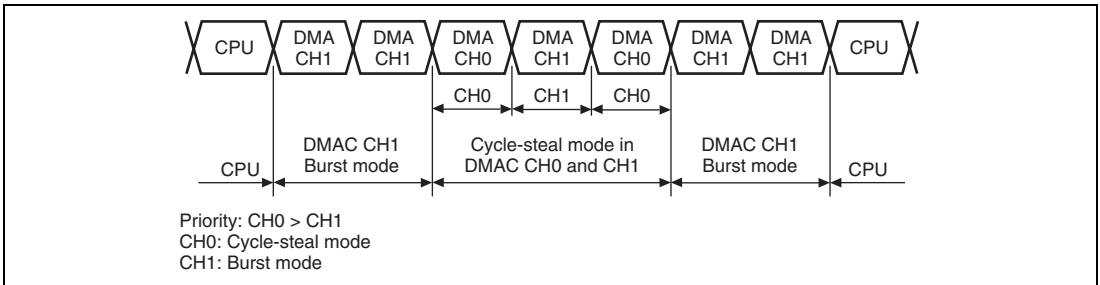 CPU DMA CH1 DMA CH1 DMA CH0 DMA CH1 DMA CH0 DMA CH1 DMA CH1 CPU
CH0 CH1 CH0
CPU DMAC CH1 Burst mode Cycle-steal mode in DMAC CH0 and CH1 DMAC CH1 Burst mode CPU
Priority: CH0 > CH1
CH0: Cycle-steal mode
CH1: Burst mode